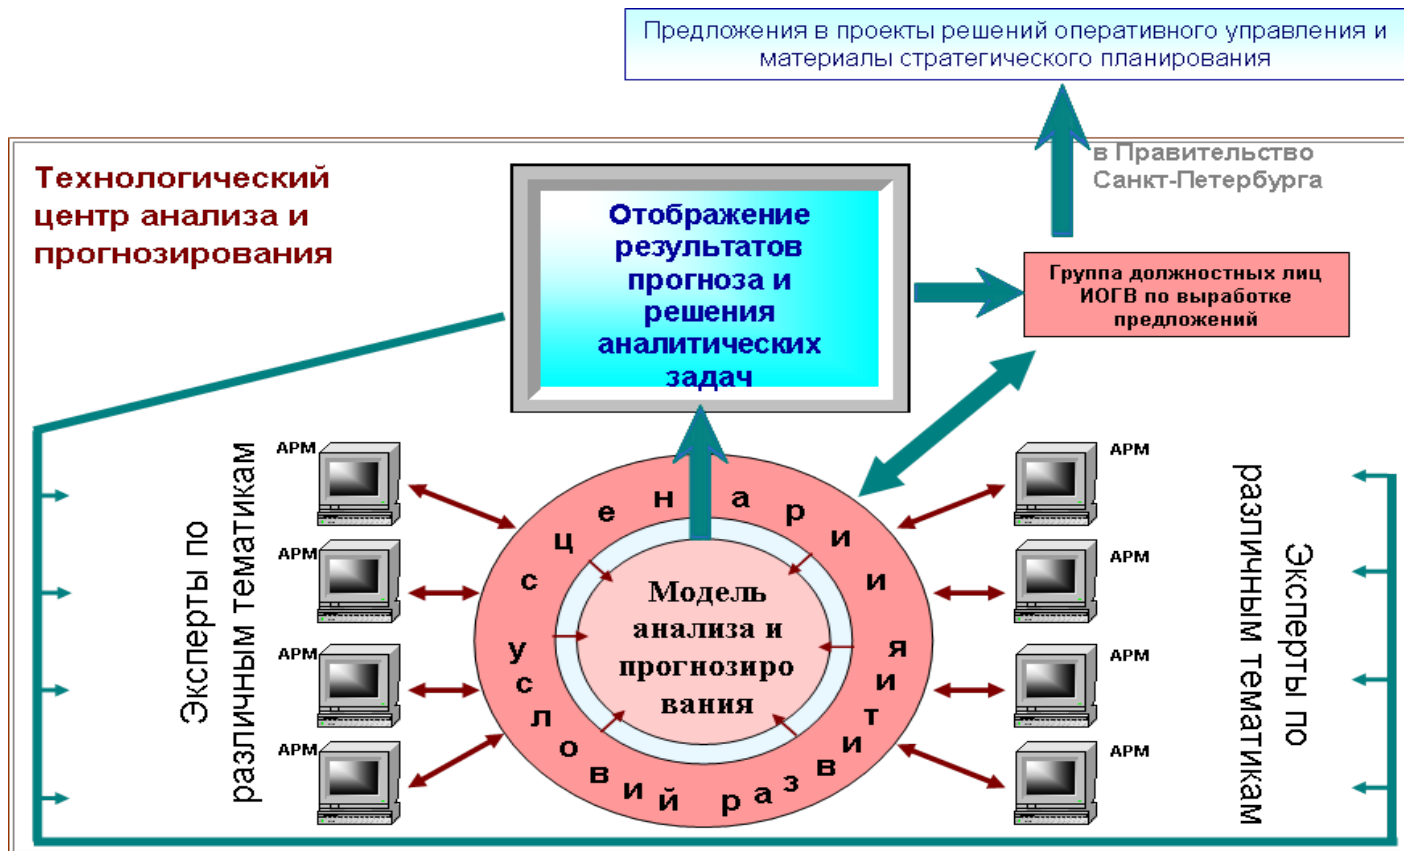 Предложения в проекты решений оперативного управления и
материалы стратегического планирования
в Правительство
Санкт-Петербурга
Технологический
центр анализа и
прогнозирования
Отображение
результатов
прогноза и
решения
аналитических
задач
Группа должностных лиц
ИОГВ по выработке
предложений
АРМ
АРМ
АРМ
АРМ
Эксперты по
различным тематикам
сценарии
условий развития
Модель
анализа и
прогнозиро
вания
АРМ
АРМ
АРМ
АРМ
Эксперты по
различным тематикам